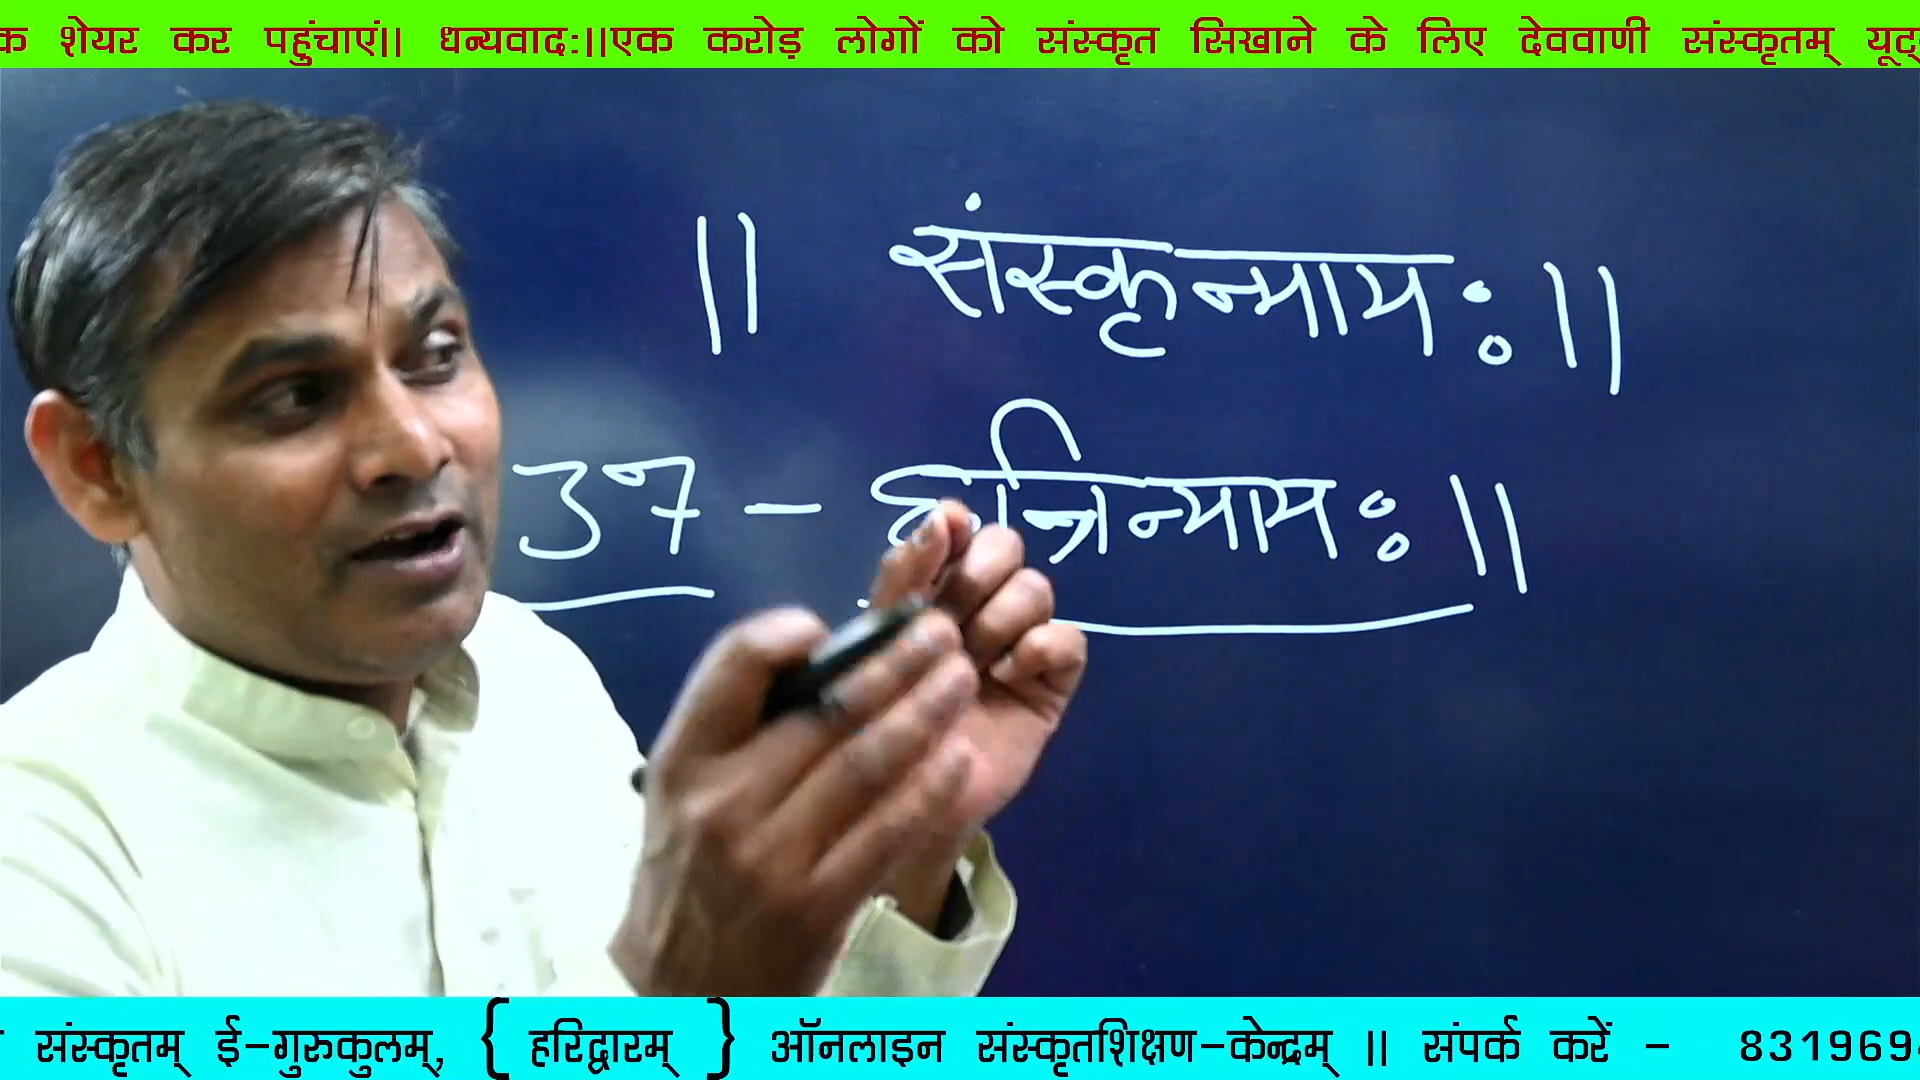 शेयर कर पहुंचाएं॥ धन्यवादः॥एक करोड़ लोगों को संस्कृत सिखाने के लिए देववाणी संस्कृतम्
॥ संस्कृन्यायः॥
37 - न्यायः॥
संस्कृतम् ई-गुरुकुलम्, { हरिद्वारम् } ऑनलाइन संस्कृतशिक्षण-केन्द्रम् ॥ संपर्क करें - 831969